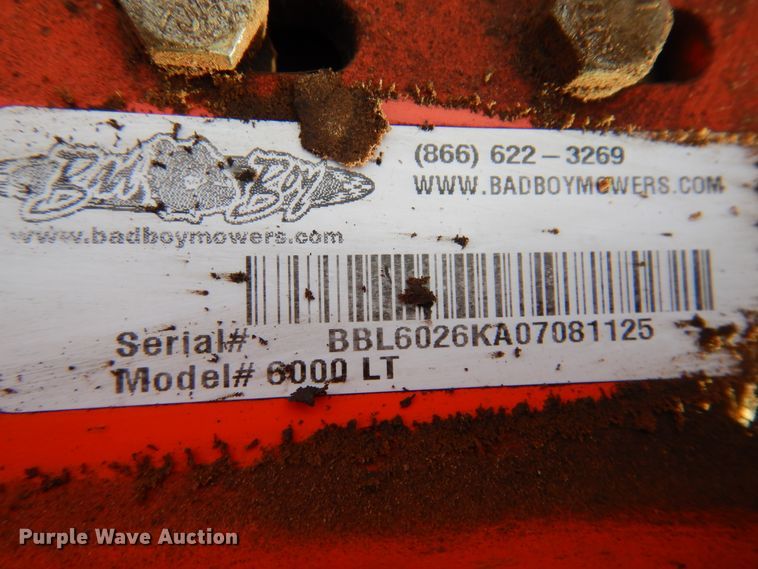 Bad Boy
(866) 622-3269
WWW.BADBOYMOWERS.COM
www.badboymowers.com
Serial# BBL6026KA07081125
Model# 6000 LT
Purple Wave Auction